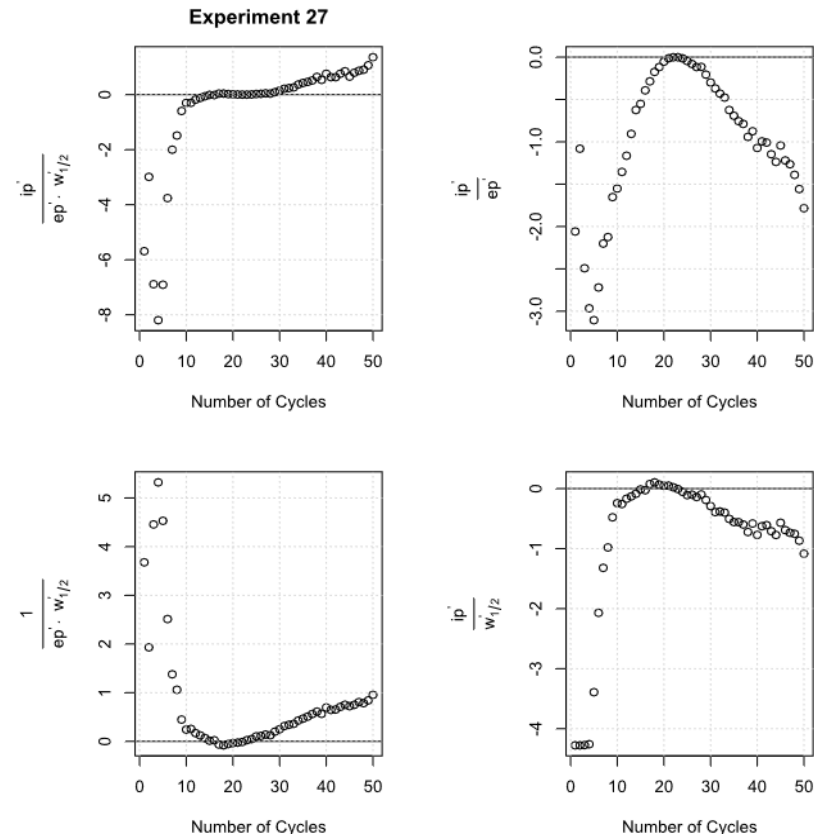 Experiment 27
ip'
ep' · w'1/2
0
-2
-4
-6
-8
0 10 20 30 40 50
Number of Cycles
ip'
ep'
0.0
-1.0
-2.0
-3.0
0 10 20 30 40 50
Number of Cycles
1
ep' · w'1/2
5
4
3
2
1
0
0 10 20 30 40 50
Number of Cycles
ip'
w'1/2
0
-1
-2
-3
-4
0 10 20 30 40 50
Number of Cycles